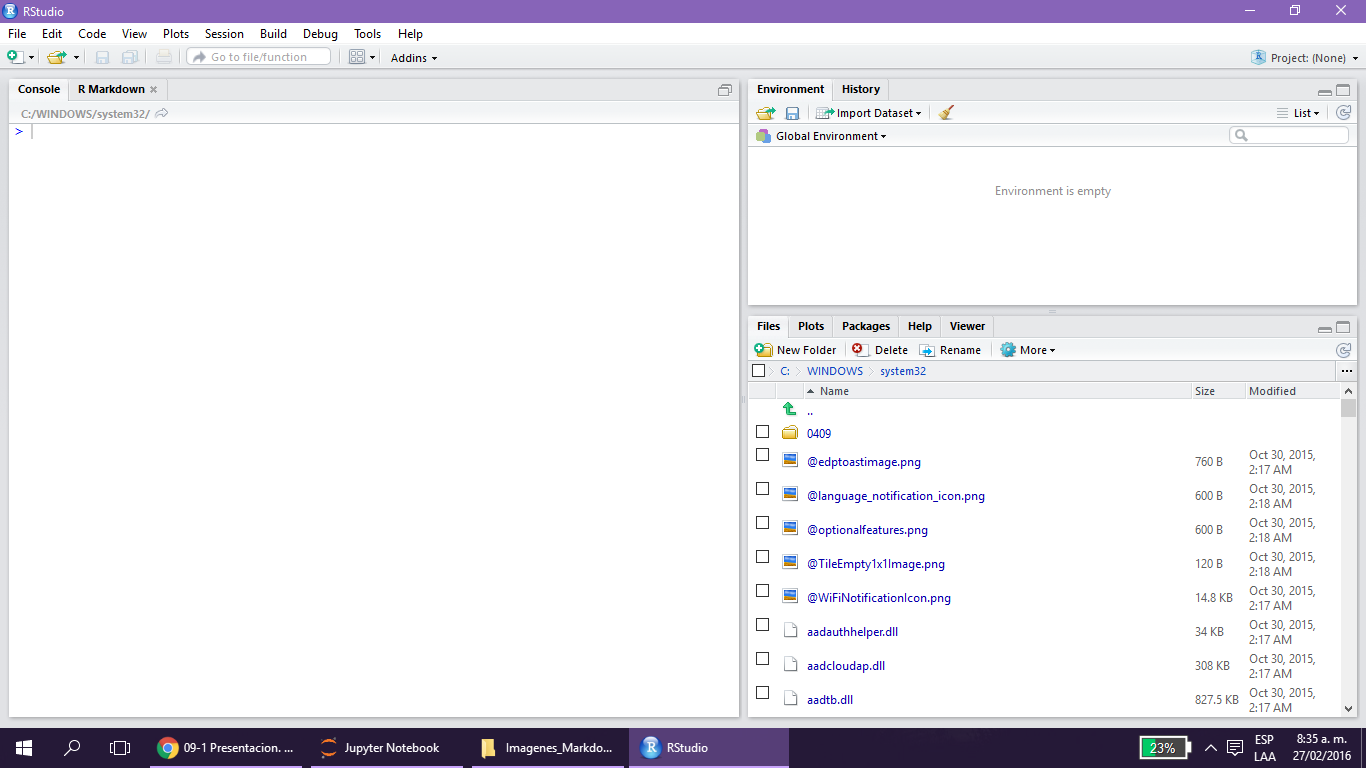 RStudio
File Edit Code View Plots Session Build Debug Tools Help
Go to file/function Addins Project: (None)
Console R Markdown
C:/WINDOWS/system32/
>
Environment History
Import Dataset List
Global Environment
Environment is empty
Files Plots Packages Help Viewer
New Folder Delete Rename More
C: WINDOWS system32 ...
Name Size Modified
..
0409
@edptoastimage.png 760 B Oct 30, 2015, 2:17 AM
@language_notification_icon.png 600 B Oct 30, 2015, 2:18 AM
@optionalfeatures.png 600 B Oct 30, 2015, 2:18 AM
@TileEmpty1x1Image.png 120 B Oct 30, 2015, 2:18 AM
@WiFiNotificationIcon.png 14.8 KB Oct 30, 2015, 2:17 AM
aadauthhelper.dll 34 KB Oct 30, 2015, 2:17 AM
aadcloudap.dll 308 KB Oct 30, 2015, 2:17 AM
aadtb.dll 827.5 KB Oct 30, 2015, 2:17 AM
09-1 Presentacion. ... Jupyter Notebook Imagenes_Markdo... RStudio 23% ESP LAA 8:35 a. m. 27/02/2016